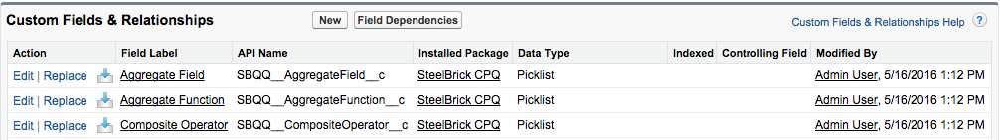 Custom Fields & Relationships New Field Dependencies Custom Fields & Relationships Help ?
Action Field Label API Name Installed Package Data Type Indexed Controlling Field Modified By
Edit | Replace Aggregate Field SBQQ__AggregateField__c SteelBrick CPQ Picklist Admin User, 5/16/2016 1:12 PM
Edit | Replace Aggregate Function SBQQ__AggregateFunction__c SteelBrick CPQ Picklist Admin User, 5/16/2016 1:12 PM
Edit | Replace Composite Operator SBQQ__CompositeOperator__c SteelBrick CPQ Picklist Admin User, 5/16/2016 1:12 PM